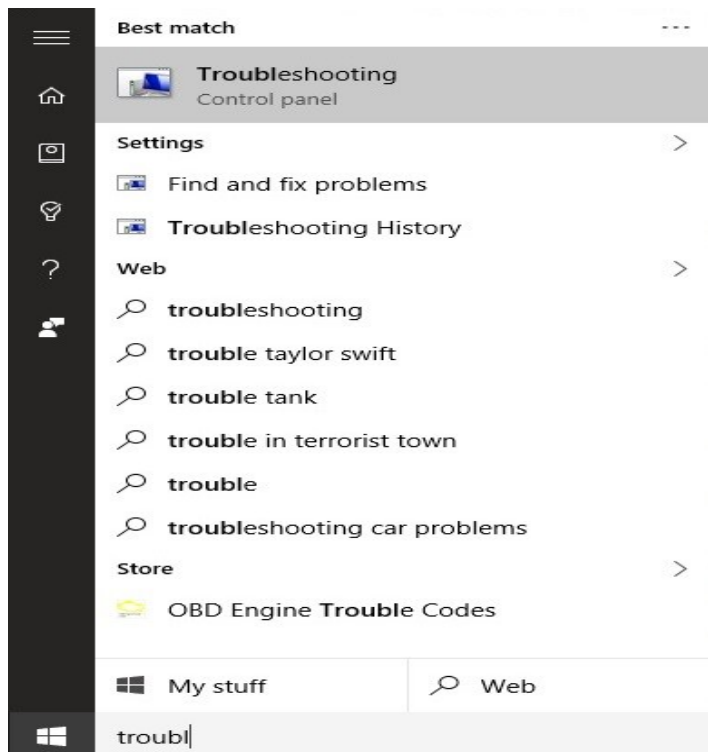 Best match
Troubleshooting
Control panel
Settings
Find and fix problems
Troubleshooting History
Web
troubleshooting
trouble taylor swift
trouble tank
trouble in terrorist town
trouble
troubleshooting car problems
Store
OBD Engine Trouble Codes
My stuff
Web
troubl